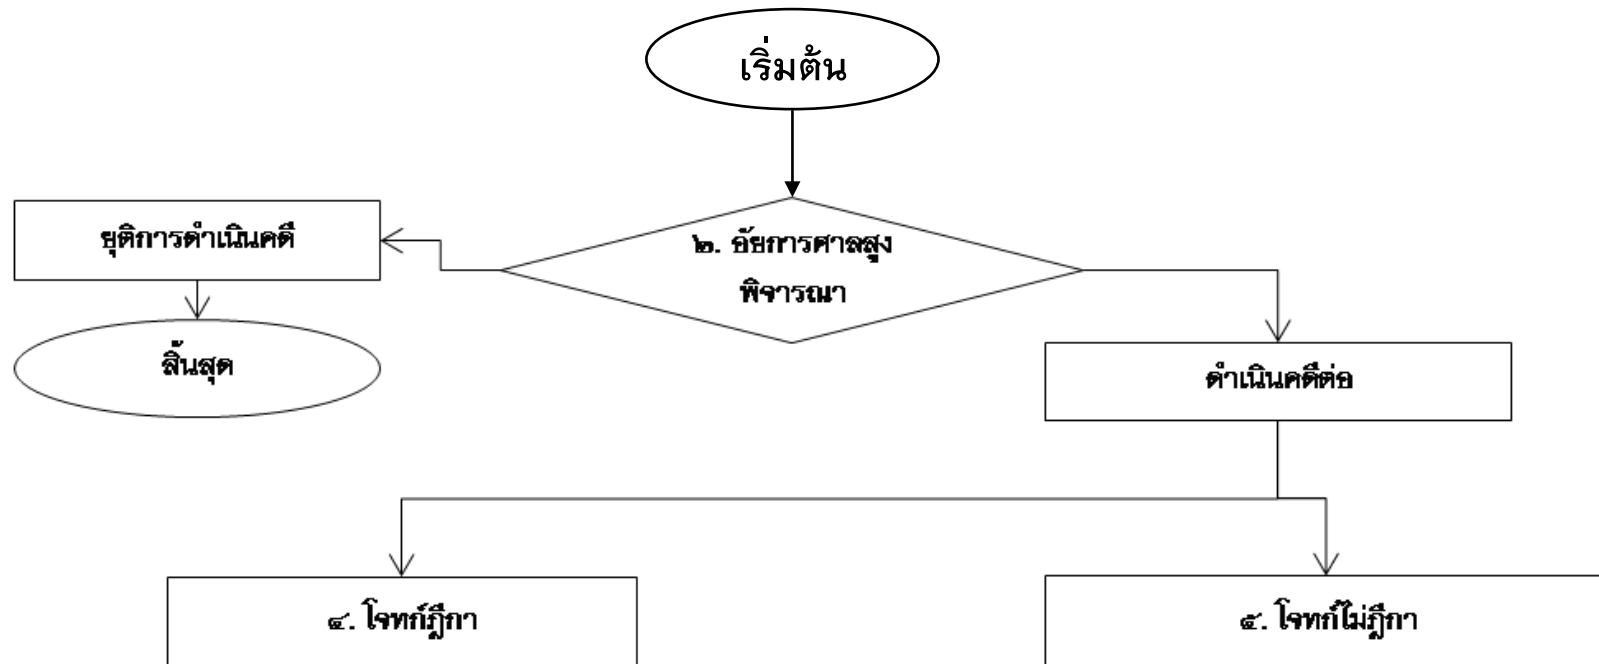 เริ่มต้น
ยุติการดำเนินคดี
๒. อัยการศาลสูง
พิจารณา
สิ้นสุด
ดำเนินคดีต่อ
๔. โจทก์ฎีกา
๕. โจทก์ไม่ฎีกา